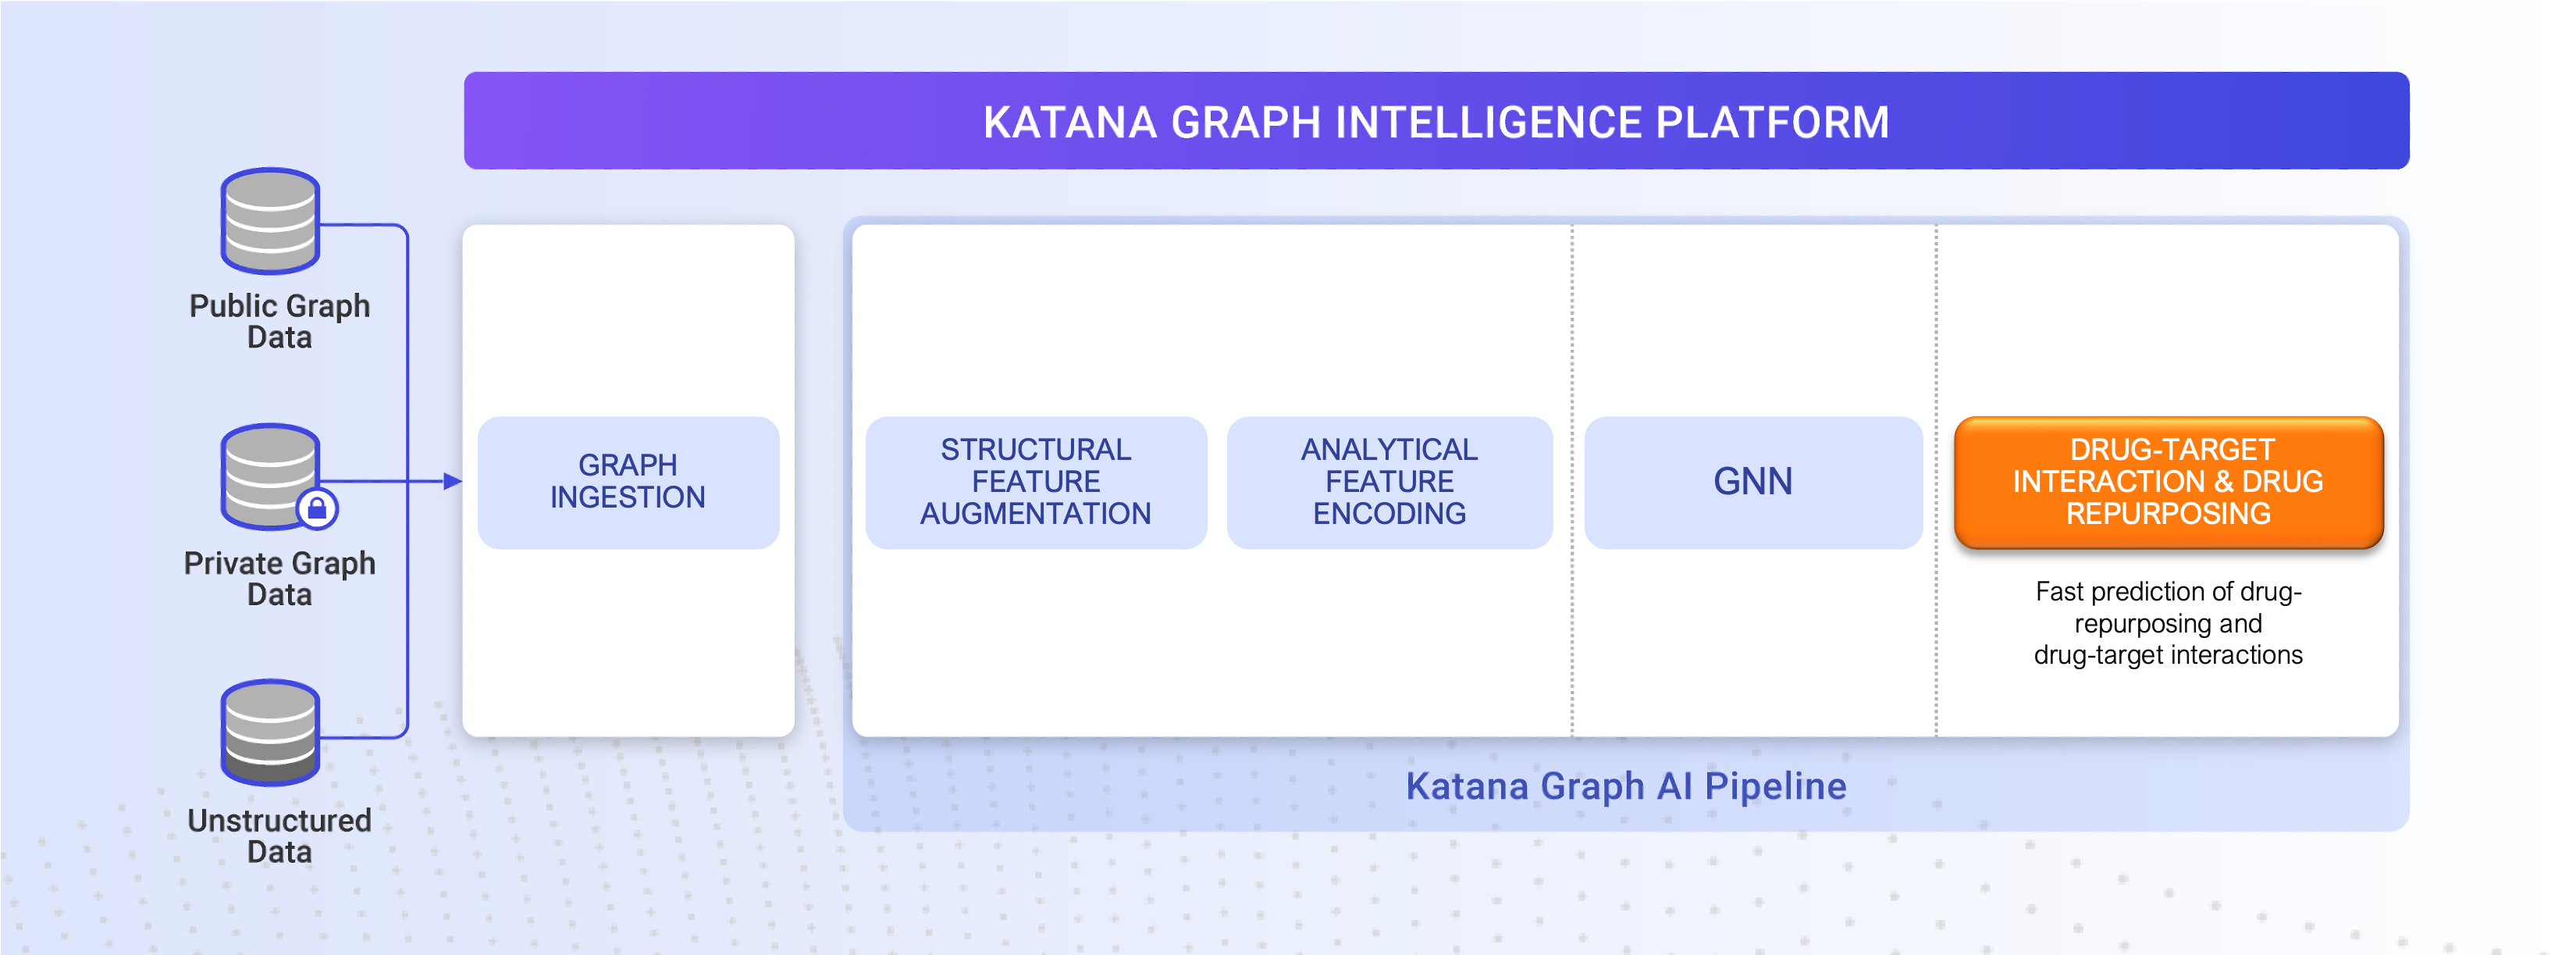 KATANA GRAPH INTELLIGENCE PLATFORM
Public Graph
Data
Private Graph
Data
Unstructured
Data
GRAPH
INGESTION
STRUCTURAL
FEATURE
AUGMENTATION
ANALYTICAL
FEATURE
ENCODING
GNN
DRUG-TARGET
INTERACTION & DRUG
REPURPOSING
Fast prediction of drug-
repurposing and
drug-target interactions
Katana Graph AI Pipeline